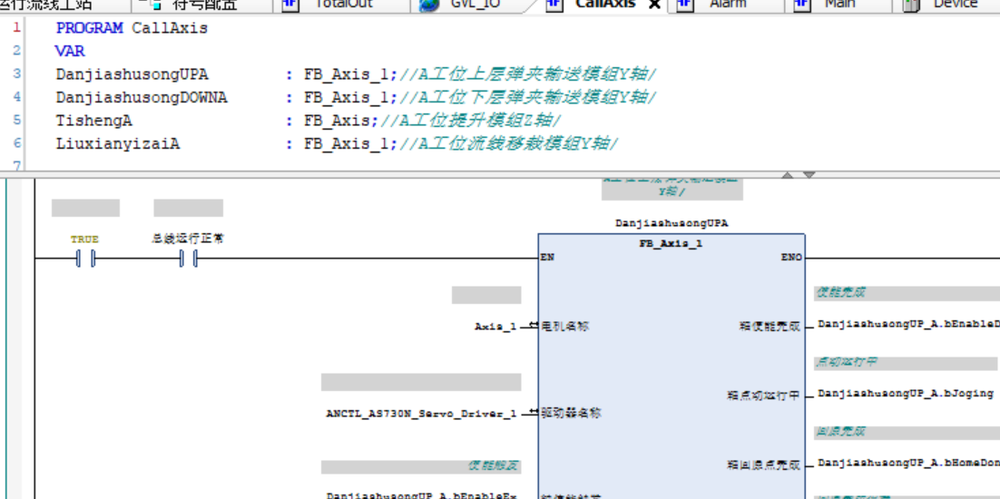 运行流线上站 符号配置 TotalOut GVL_IO CallAxis Alarm Main Device
1 PROGRAM CallAxis
2 VAR
3 DanjiashusongUPA : FB_Axis_1;//A工位上层弹夹输送模组Y轴/
4 DanjiashusongDOWNA : FB_Axis_1;//A工位下层弹夹输送模组Y轴/
5 TishengA : FB_Axis;//A工位提升模组Z轴/
6 LiuxianyizaiA : FB_Axis_1;//A工位流线移栽模组Y轴/
7
Y轴/
DanjiashusongUPA
TRUE 总线运行正常 FB_Axis_1
EN ENO
使能完成
Axis_1 电机名称 轴使能完成 DanjiashusongUP_A.bEnableD
点动运行中
轴点动运行中 DanjiashusongUP_A.bJoging
ANCTL_AS730N_Servo_Driver_1 驱动器名称
回原完成
使能触发 轴回原点完成 DanjiashusongUP_A.bHomeDon
DanjiashusongUP_A.bEnableEx